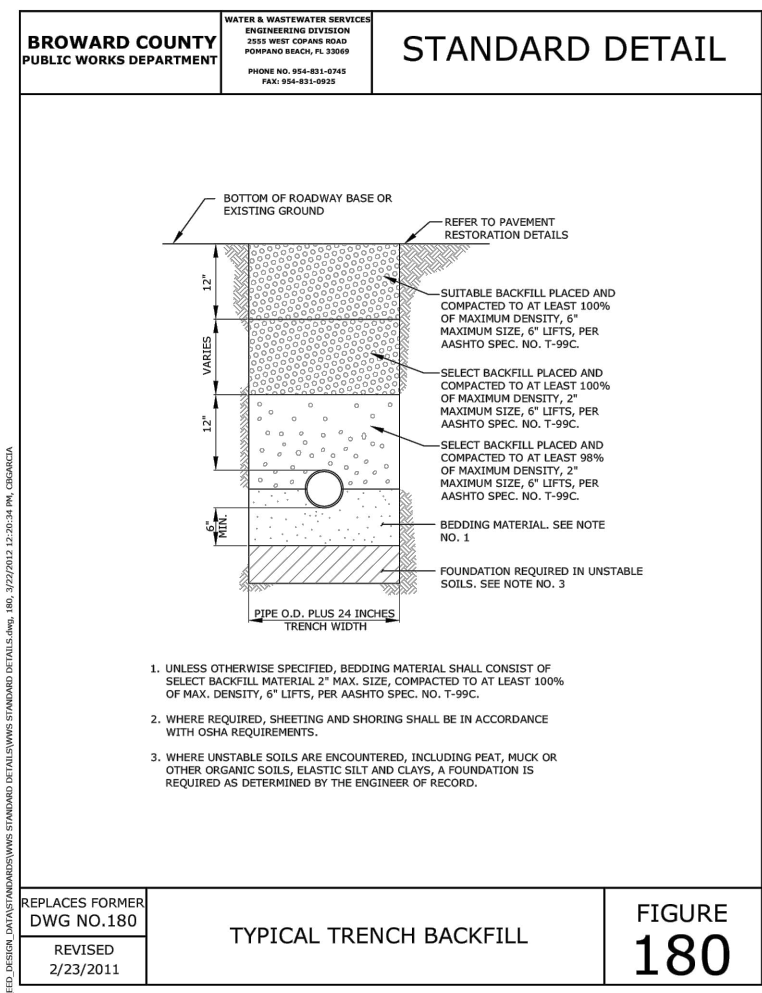 BROWARD COUNTY
PUBLIC WORKS DEPARTMENT
WATER & WASTEWATER SERVICES
ENGINEERING DIVISION
2555 WEST COPANS ROAD
POMPANO BEACH, FL 33069
PHONE NO. 954-831-0745
FAX: 954-831-0925
STANDARD DETAIL
BOTTOM OF ROADWAY BASE OR
EXISTING GROUND
REFER TO PAVEMENT
RESTORATION DETAILS
12"
SUITABLE BACKFILL PLACED AND
COMPACTED TO AT LEAST 100%
OF MAXIMUM DENSITY, 6"
MAXIMUM SIZE, 6" LIFTS, PER
AASHTO SPEC. NO. T-99C.
VARIES
SELECT BACKFILL PLACED AND
COMPACTED TO AT LEAST 100%
OF MAXIMUM DENSITY, 2"
MAXIMUM SIZE, 6" LIFTS, PER
AASHTO SPEC. NO. T-99C.
12"
SELECT BACKFILL PLACED AND
COMPACTED TO AT LEAST 98%
OF MAXIMUM DENSITY, 2"
MAXIMUM SIZE, 6" LIFTS, PER
AASHTO SPEC. NO. T-99C.
6"
MIN.
BEDDING MATERIAL. SEE NOTE
NO. 1
FOUNDATION REQUIRED IN UNSTABLE
SOILS. SEE NOTE NO. 3
PIPE O.D. PLUS 24 INCHES
TRENCH WIDTH
1. UNLESS OTHERWISE SPECIFIED, BEDDING MATERIAL SHALL CONSIST OF
SELECT BACKFILL MATERIAL 2" MAX. SIZE, COMPACTED TO AT LEAST 100%
OF MAX. DENSITY, 6" LIFTS, PER AASHTO SPEC. NO. T-99C.
2. WHERE REQUIRED, SHEETING AND SHORING SHALL BE IN ACCORDANCE
WITH OSHA REQUIREMENTS.
3. WHERE UNSTABLE SOILS ARE ENCOUNTERED, INCLUDING PEAT, MUCK OR
OTHER ORGANIC SOILS, ELASTIC SILT AND CLAYS, A FOUNDATION IS
REQUIRED AS DETERMINED BY THE ENGINEER OF RECORD.
EED_DESIGN_DATA\STANDARDS\WWS STANDARD DETAILS\WWS STANDARD DETAILS.dwg, 180, 3/22/2012 12:20:34 PM, CBGARCIA
REPLACES FORMER
DWG NO.180
REVISED
2/23/2011
TYPICAL TRENCH BACKFILL
FIGURE
180